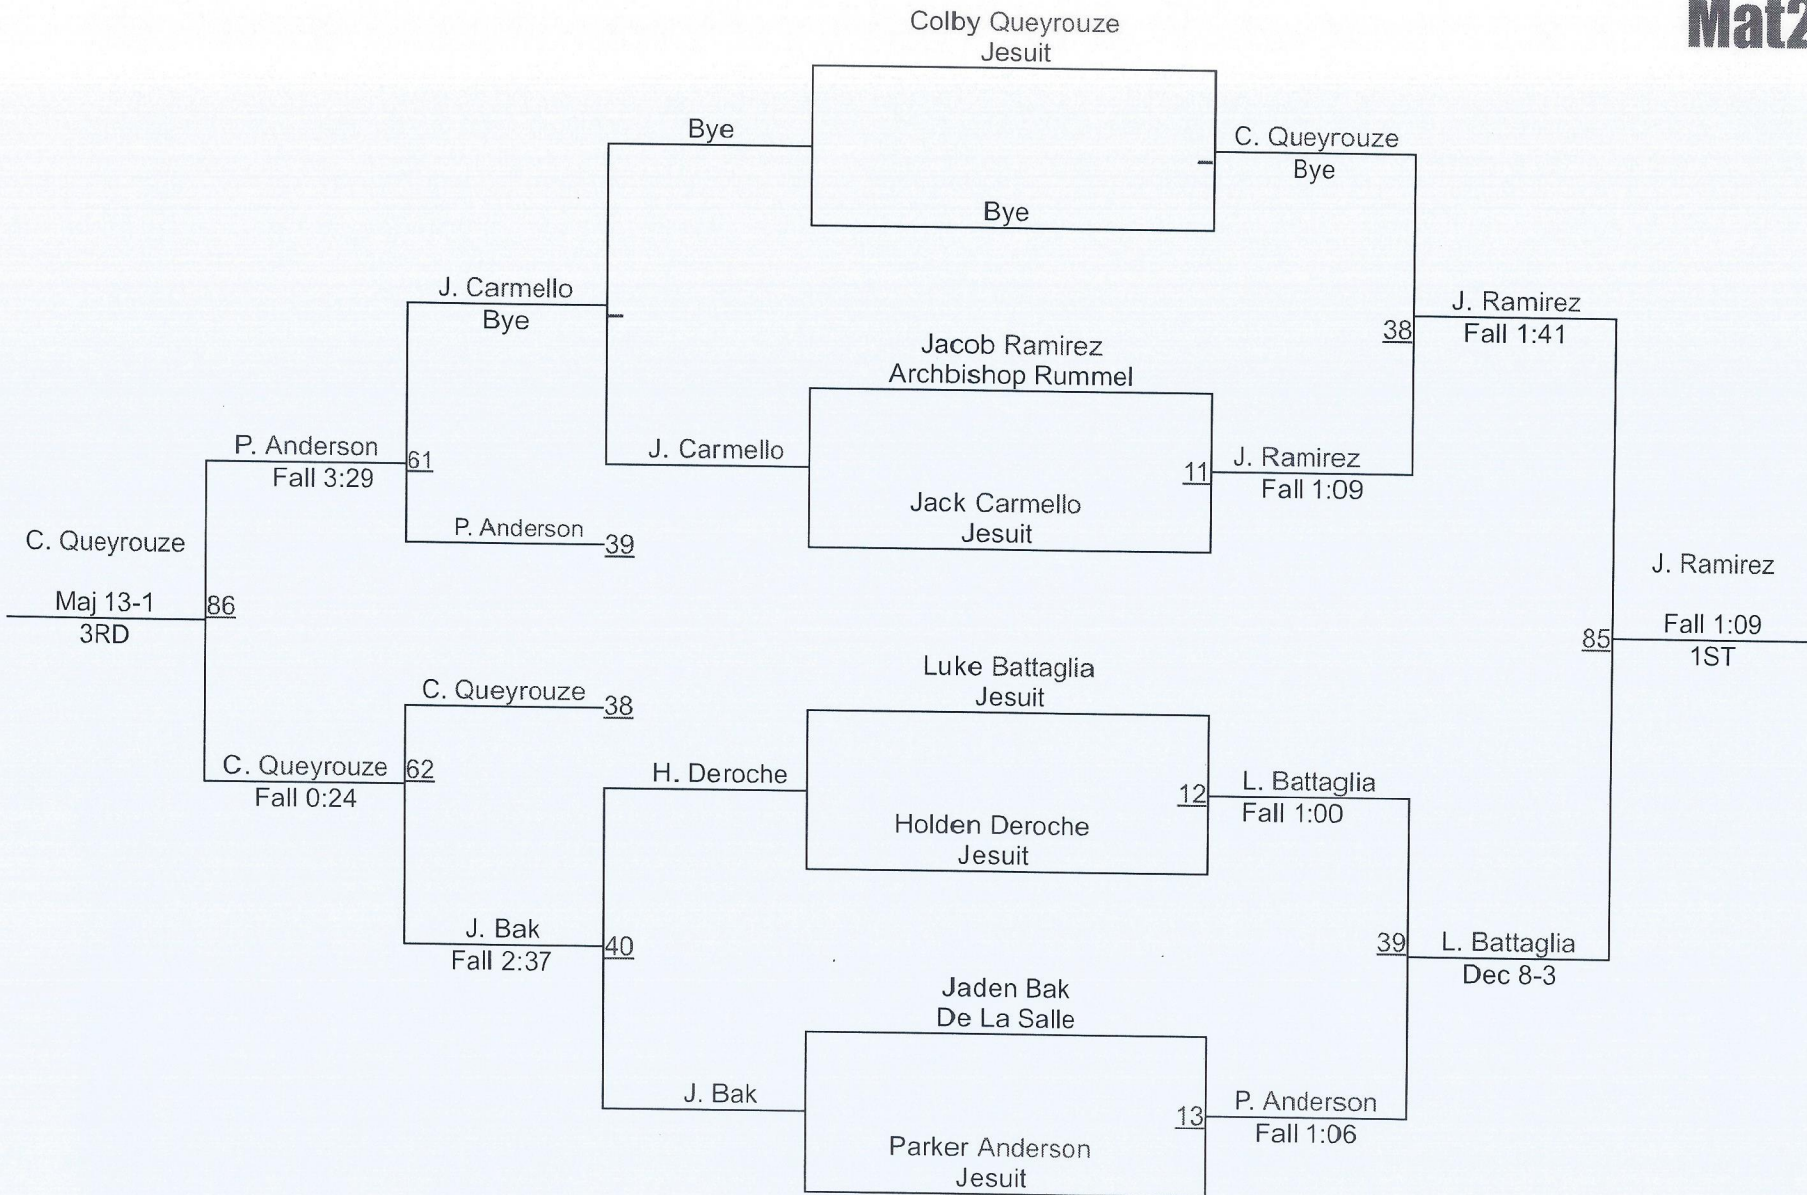 Mat2
Colby Queyrouze
Jesuit
Bye
C. Queyrouze
Bye
Bye
J. Carmello
Bye
J. Ramirez
Fall 1:41
38
Jacob Ramirez
Archbishop Rummel
P. Anderson
Fall 3:29
61
J. Carmello
11
J. Ramirez
Fall 1:09
Jack Carmello
Jesuit
P. Anderson
39
C. Queyrouze
Maj 13-1
3RD
86
J. Ramirez
Fall 1:09
1ST
85
Luke Battaglia
Jesuit
C. Queyrouze
38
C. Queyrouze
Fall 0:24
62
H. Deroche
12
L. Battaglia
Fall 1:00
Holden Deroche
Jesuit
J. Bak
Fall 2:37
40
39
L. Battaglia
Dec 8-3
Jaden Bak
De La Salle
J. Bak
13
P. Anderson
Fall 1:06
Parker Anderson
Jesuit